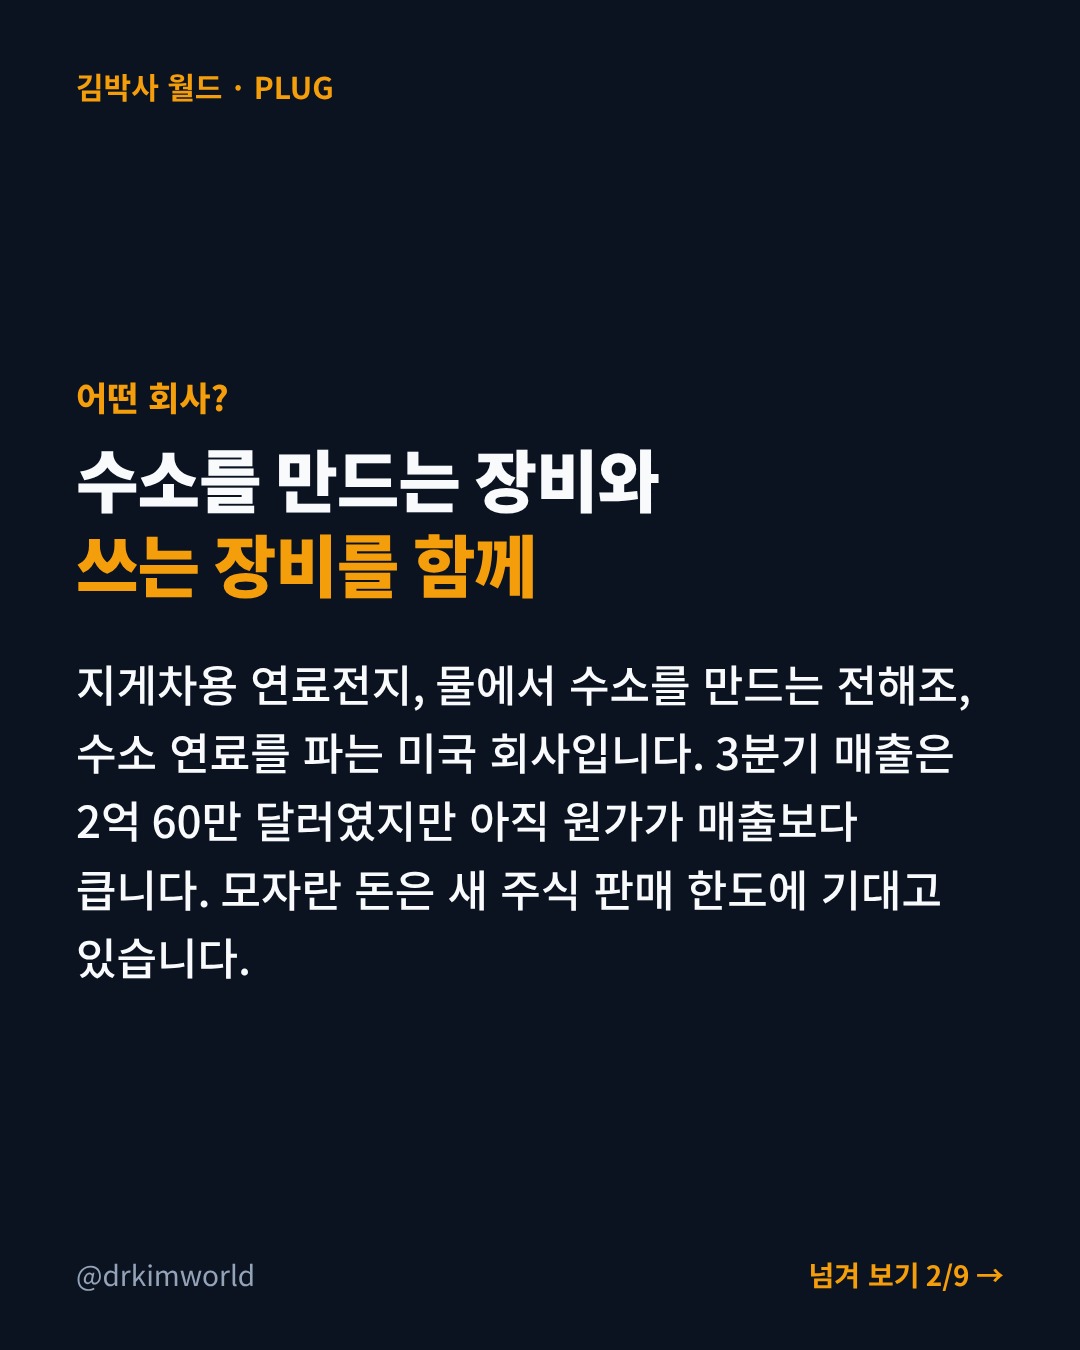 김박사 월드 · PLUG
어떤 회사?
수소를 만드는 장비와
쓰는 장비를 함께
지게차용 연료전지, 물에서 수소를 만드는 전해조,
수소 연료를 파는 미국 회사입니다. 3분기 매출은
2억 60만 달러였지만 아직 원가가 매출보다
큽니다. 모자란 돈은 새 주식 판매 한도에 기대고
있습니다.
@drkimworld
넘겨 보기 2/9 →